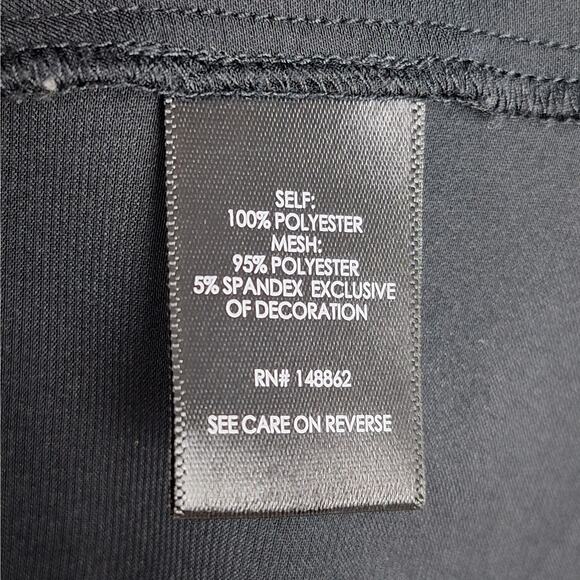 SELF:
100% POLYESTER
MESH:
95% POLYESTER
5% SPANDEX EXCLUSIVE
OF DECORATION
RN# 148862
SEE CARE ON REVERSE